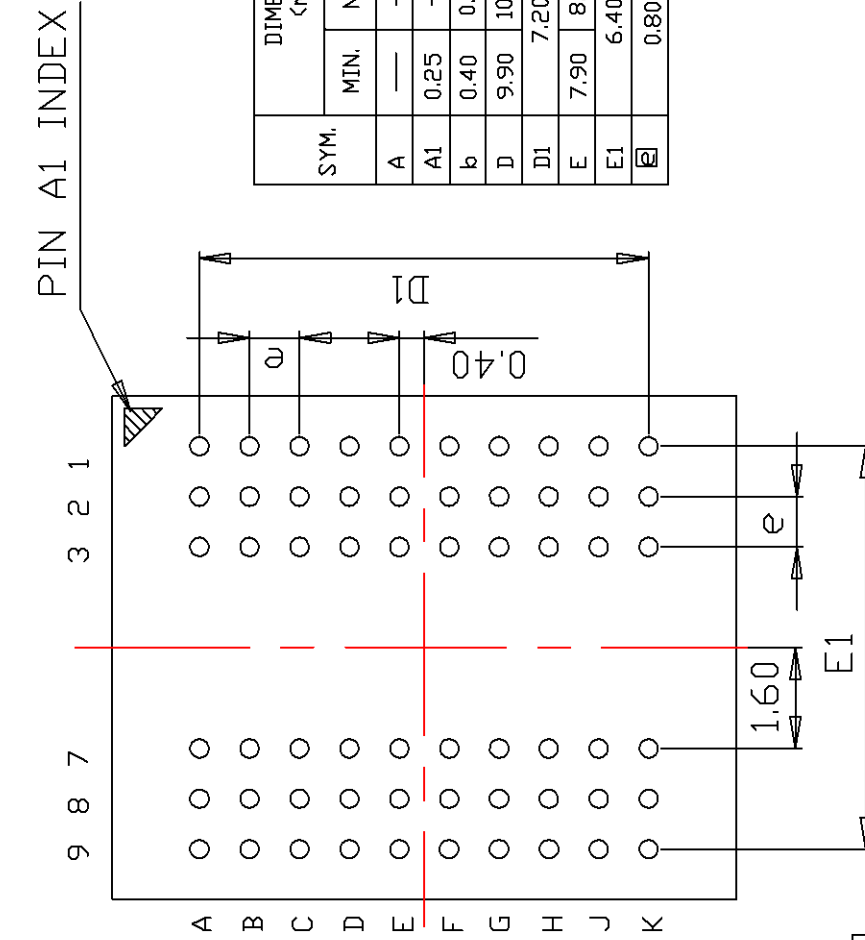 PIN A1 INDEX
SYM.
MIN.
A —
A1 0.25
b 0.40
D 9.90
D1 7.20
E 7.90
E1 6.40
e 0.80
D1
e
0.40
1
2
3
7
8
9
A B C D E F G H J K
e
1.60
E1